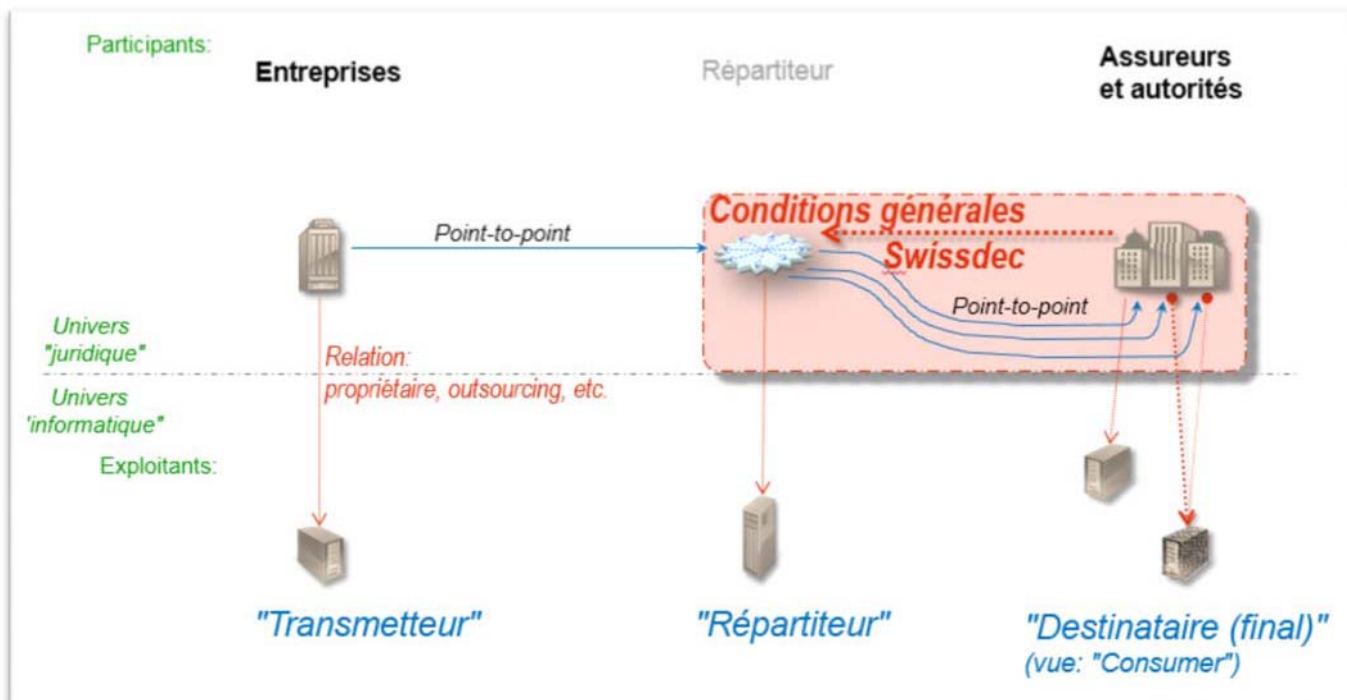 Participants:
Entreprises
Répartiteur
Assureurs
et autorités
Conditions générales
Swissdec
Point-to-point
Point-to-point
Univers
"juridique"
Relation:
propriétaire, outsourcing, etc.
Univers
'informatique"
Exploitants:
"Transmetteur"
"Répartiteur"
"Destinataire (final)"
(vue: "Consumer")